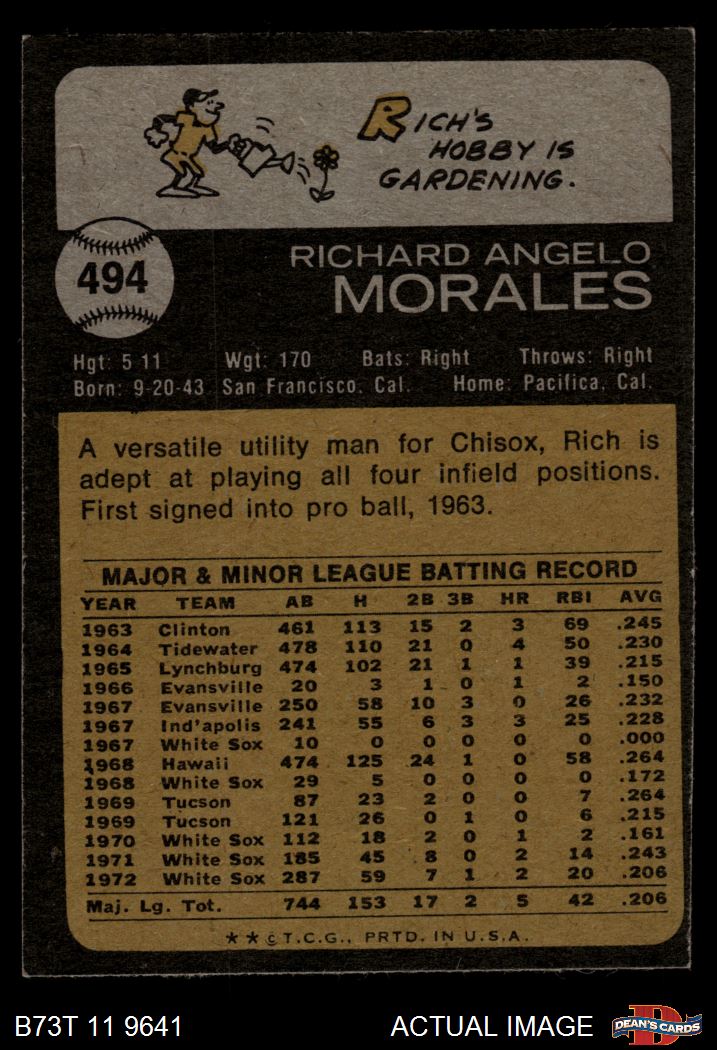 RICH'S
HOBBY IS
GARDENING.
494
RICHARD ANGELO
MORALES
Hgt: 5 11 Wgt: 170 Bats: Right Throws: Right
Born: 9-20-43 San Francisco, Cal. Home: Pacifica, Cal.
A versatile utility man for Chisox, Rich is
adept at playing all four infield positions.
First signed into pro ball, 1963.
MAJOR & MINOR LEAGUE BATTING RECORD
YEAR TEAM AB H 2B 3B HR RBI AVG
1963 Clinton 461 113 15 2 3 69 .245
1964 Tidewater 478 110 21 0 4 50 .230
1965 Lynchburg 474 102 21 1 1 39 .215
1966 Evansville 20 3 1 0 1 2 .150
1967 Evansville 250 58 10 3 0 26 .232
1967 Ind'apolis 241 55 6 3 3 25 .228
1967 White Sox 10 0 0 0 0 0 .000
1968 Hawaii 474 125 24 1 0 58 .264
1968 White Sox 29 5 0 0 0 0 .172
1969 Tucson 87 23 2 0 0 7 .264
1969 Tucson 121 26 0 1 0 6 .215
1970 White Sox 112 18 2 0 1 2 .161
1971 White Sox 185 45 8 0 2 14 .243
1972 White Sox 287 59 7 1 2 20 .206
Maj. Lg. Tot. 744 153 17 2 5 42 .206
★★©T.C.G., PRTD. IN U.S.A.
B73T 11 9641 ACTUAL IMAGE DEAN'S CARDS